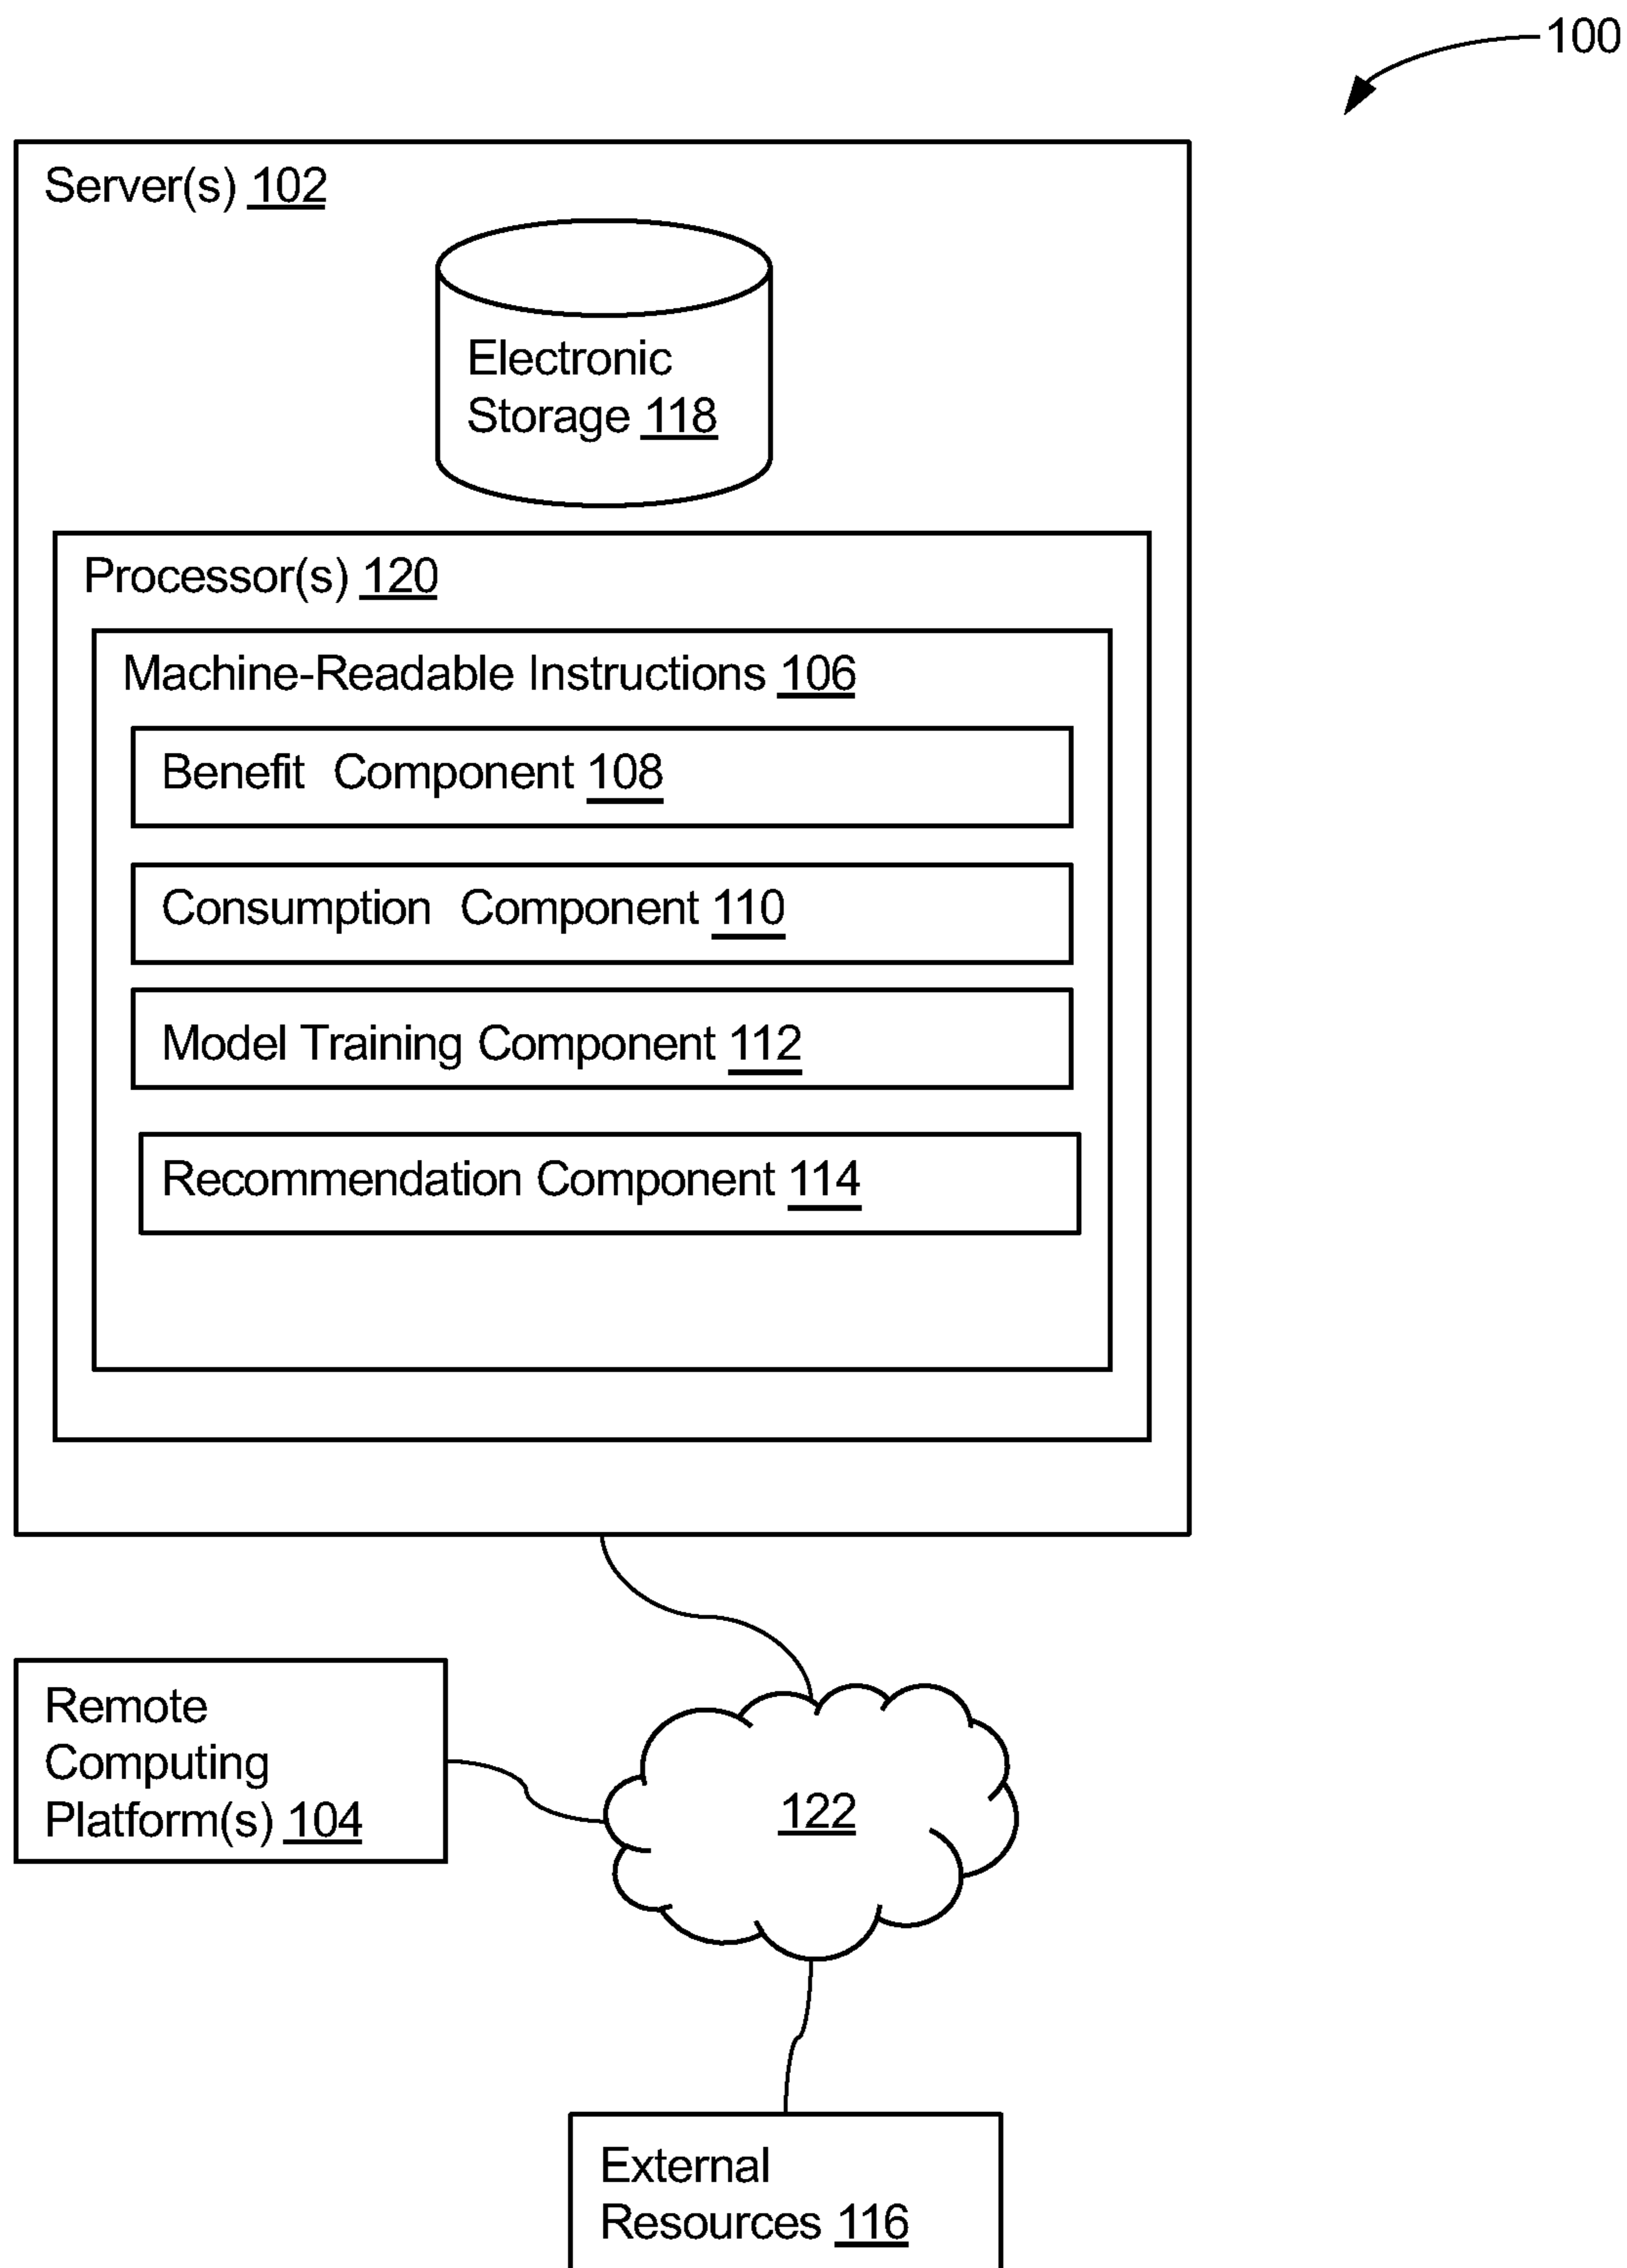 100
Server(s) 102
Electronic
Storage 118
Processor(s) 120
Machine-Readable Instructions 106
Benefit Component 108
Consumption Component 110
Model Training Component 112
Recommendation Component 114
Remote
Computing
Platform(s) 104
122
External
Resources 116